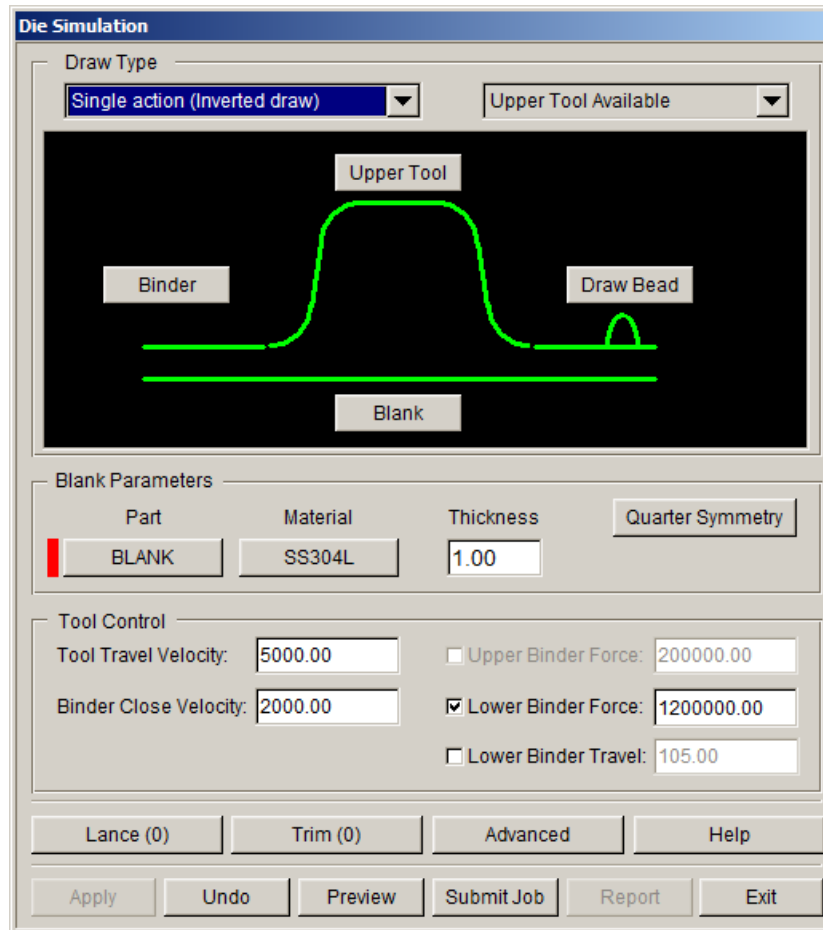 Die Simulation
Draw Type
Single action (Inverted draw)
Upper Tool Available
Upper Tool
Binder
Draw Bead
Blank
Blank Parameters
Part
Material
Thickness
Quarter Symmetry
BLANK
SS304L
1.00
Tool Control
Tool Travel Velocity: 5000.00
Upper Binder Force: 200000.00
Binder Close Velocity: 2000.00
Lower Binder Force: 1200000.00
Lower Binder Travel: 105.00
Lance (0)
Trim (0)
Advanced
Help
Apply
Undo
Preview
Submit Job
Report
Exit